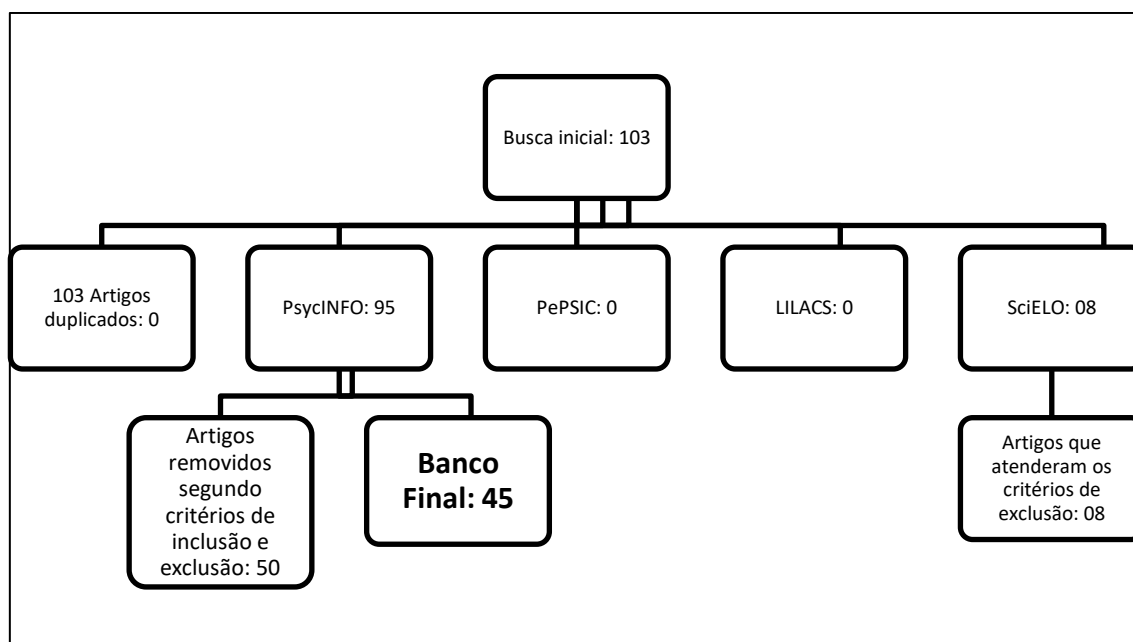 Busca inicial: 103
103 Artigos
duplicados: 0
PsycINFO: 95
PePSIC: 0
LILACS: 0
SciELO: 08
Artigos
removidos
segundo
critérios de
inclusão e
exclusão: 50
Banco
Final: 45
Artigos que
atenderam os
critérios de
exclusão: 08